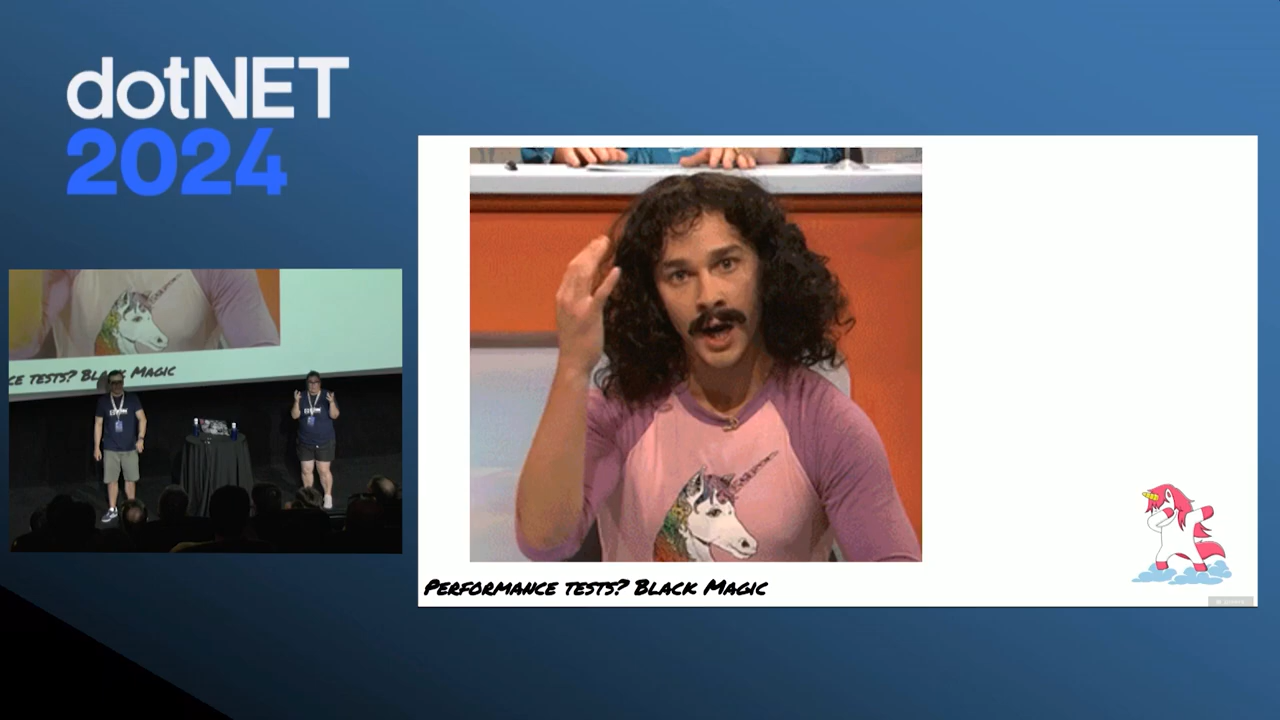 dotNET
2024
CE TESTS? BLACK MAGIC
PERFORMANCE TESTS? BLACK MAGIC